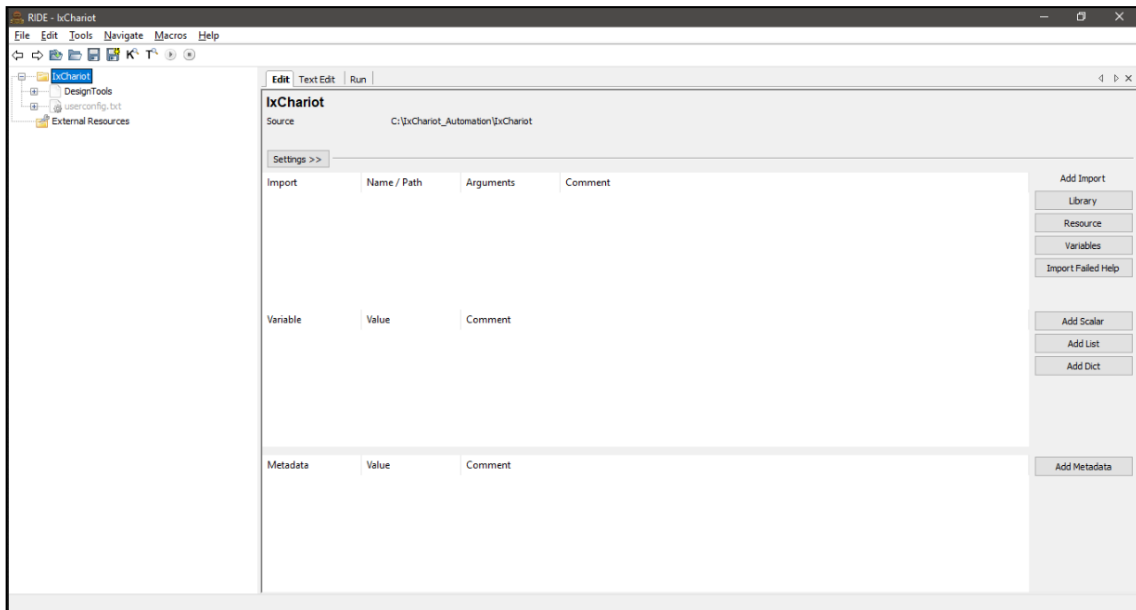 RIDE - IxChariot
File Edit Tools Navigate Macros Help
IxChariot
DesignTools
userconfig.txt
External Resources
Edit Text Edit Run
IxChariot
Source C:\IxChariot_Automation\IxChariot
Settings >>
Import Name / Path Arguments Comment Add Import
Library
Resource
Variables
Import Failed Help
Variable Value Comment Add Scalar
Add List
Add Dict
Metadata Value Comment Add Metadata